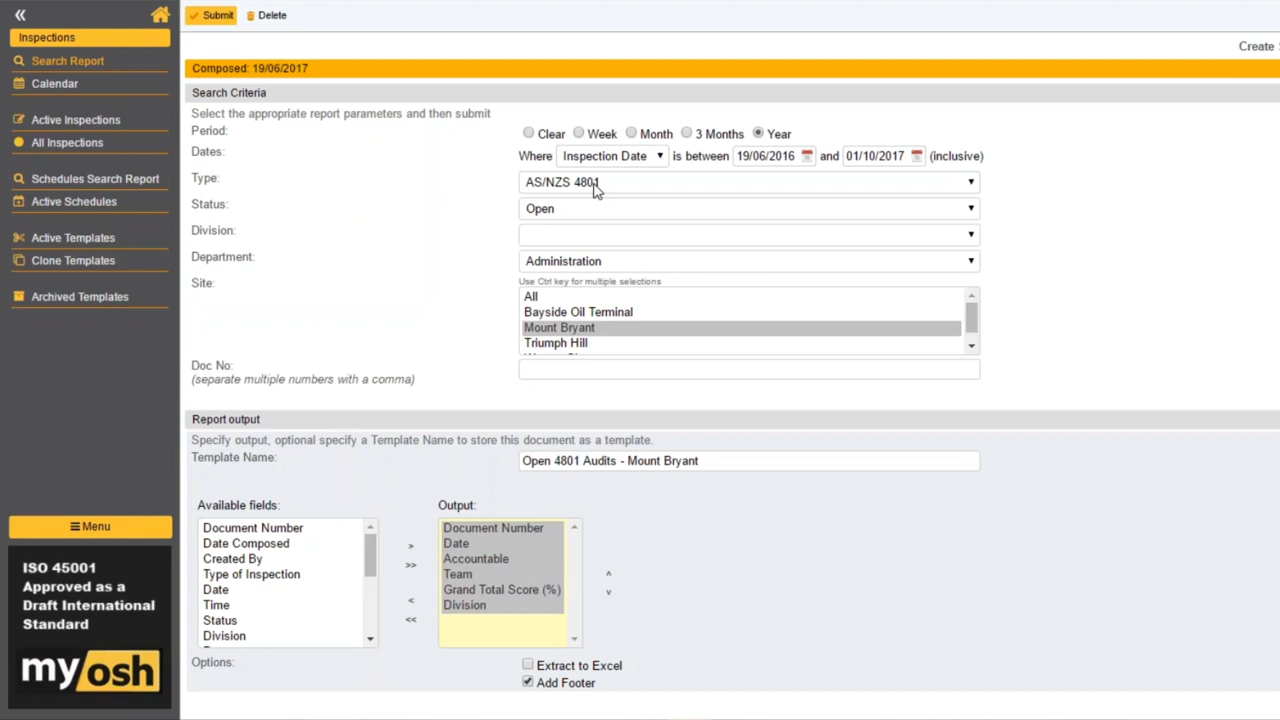 «
Inspections
Search Report
Calendar
Active Inspections
All Inspections
Schedules Search Report
Active Schedules
Active Templates
Clone Templates
Archived Templates
Menu
ISO 45001
Approved as a
Draft International
Standard
myosh
Submit Delete
Create
Composed: 19/06/2017
Search Criteria
Select the appropriate report parameters and then submit
Period: Clear Week Month 3 Months Year
Dates: Where Inspection Date is between 19/06/2016 and 01/10/2017 (inclusive)
Type: AS/NZS 4801
Status: Open
Division:
Department: Administration
Site: Use Ctrl key for multiple selections
All
Bayside Oil Terminal
Mount Bryant
Triumph Hill
Doc No:
(separate multiple numbers with a comma)
Report output
Specify output, optional specify a Template Name to store this document as a template.
Template Name: Open 4801 Audits - Mount Bryant
Available fields:
Document Number
Date Composed
Created By
Type of Inspection
Date
Time
Status
Division
>
>>
<
<<
Output:
Document Number
Date
Accountable
Team
Grand Total Score (%)
Division
^
v
Options: Extract to Excel
Add Footer